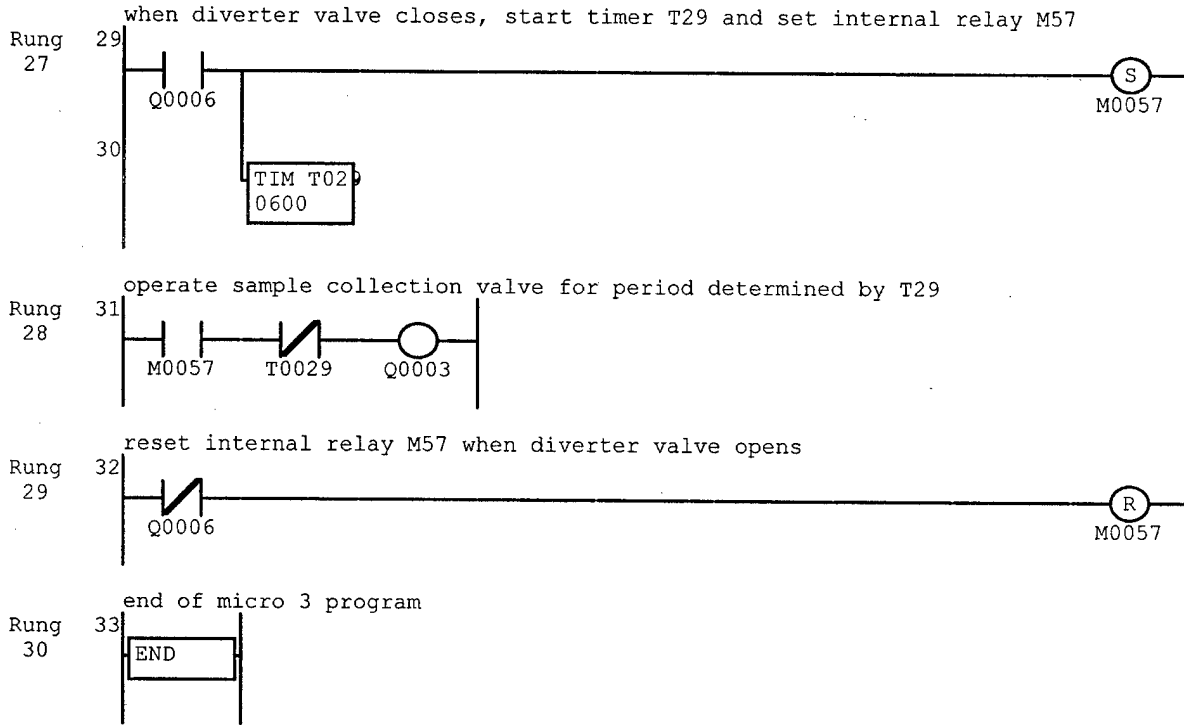 when diverter valve closes, start timer T29 and set internal relay M57
Rung 29
27
Q0006
S
M0057
30
TIM T029
0600
operate sample collection valve for period determined by T29
Rung 31
28
M0057 T0029 Q0003
reset internal relay M57 when diverter valve opens
Rung 32
29
Q0006
R
M0057
end of micro 3 program
Rung 33
30
END